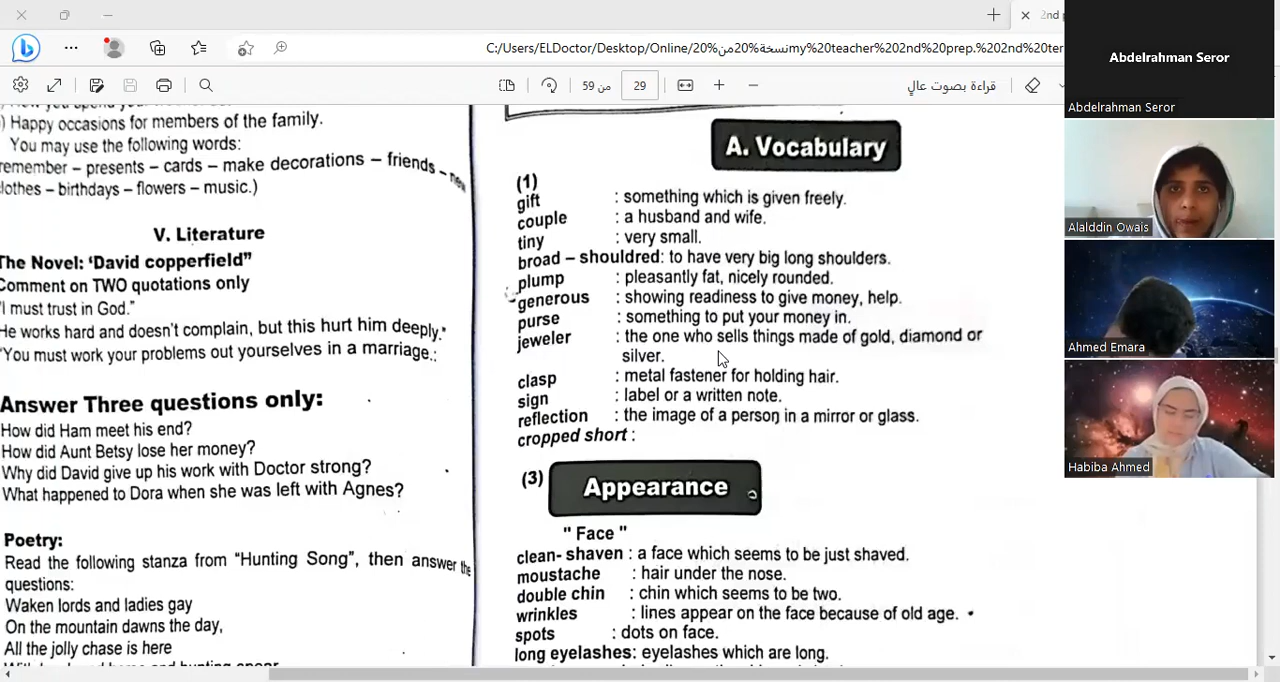 2nd
C:/Users/ELDoctor/Desktop/Online/20%نسخة%20منmy%20teacher%202nd%20prep.%202nd%20ter
من 59
29
قراءة بصوت عالٍ
) Happy occasions for members of the family.
You may use the following words:
remember – presents – cards – make decorations – friends – new
lothes – birthdays – flowers – music.)
V. Literature
The Novel: ‘David copperfield”
Comment on TWO quotations only
“I must trust in God.”
He works hard and doesn’t complain, but this hurt him deeply.”
“You must work your problems out yourselves in a marriage.;
Answer Three questions only:
How did Ham meet his end?
How did Aunt Betsy lose her money?
Why did David give up his work with Doctor strong?
What happened to Dora when she was left with Agnes?
Poetry:
Read the following stanza from “Hunting Song”, then answer the
questions:
Waken lords and ladies gay
On the mountain dawns the day,
All the jolly chase is here
A. Vocabulary
(1)
gift : something which is given freely.
couple : a husband and wife.
tiny : very small.
broad – shouldred: to have very big long shoulders.
plump : pleasantly fat, nicely rounded.
generous : showing readiness to give money, help.
purse : something to put your money in.
jeweler : the one who sells things made of gold, diamond or
silver.
clasp : metal fastener for holding hair.
sign : label or a written note.
reflection : the image of a person in a mirror or glass.
cropped short :
(3) Appearance
" Face "
clean- shaven : a face which seems to be just shaved.
moustache : hair under the nose.
double chin : chin which seems to be two.
wrinkles : lines appear on the face because of old age.
spots : dots on face.
long eyelashes: eyelashes which are long.
Abdelrahman Seror
Abdelrahman Seror
Alalddin Owais
Ahmed Emara
Habiba Ahmed